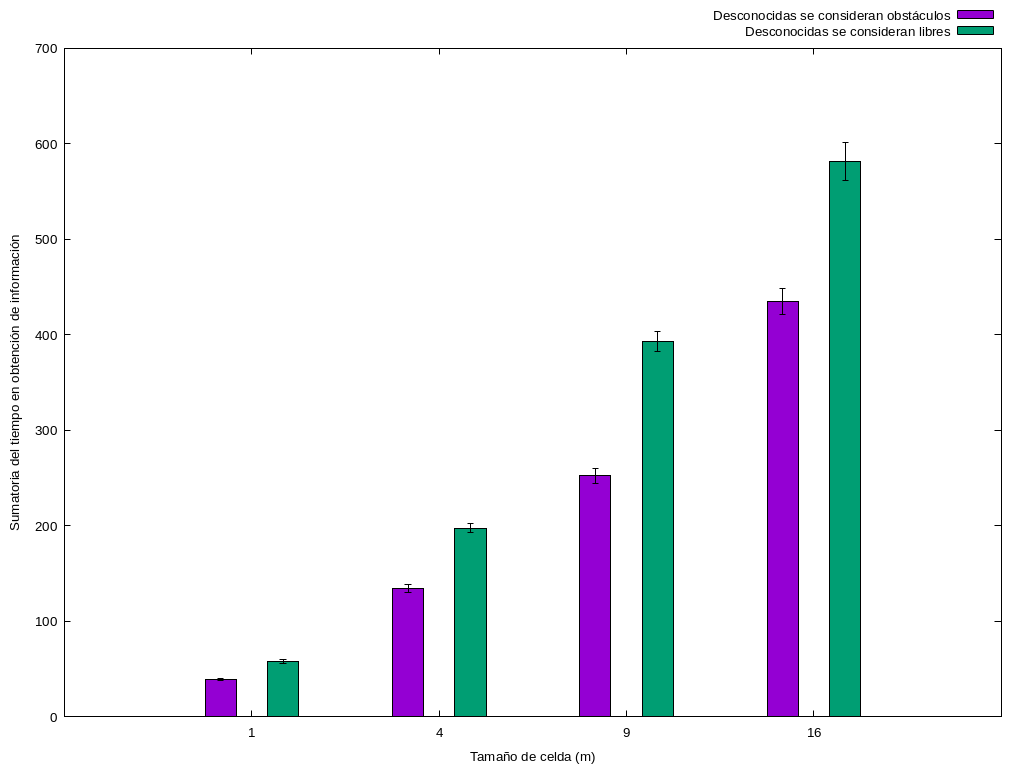 Desconocidas se consideran obstáculos
Desconocidas se consideran libres
700
600
500
400
300
200
100
0
Sumatoria del tiempo en obtención de información
1 4 9 16
Tamaño de celda (m)